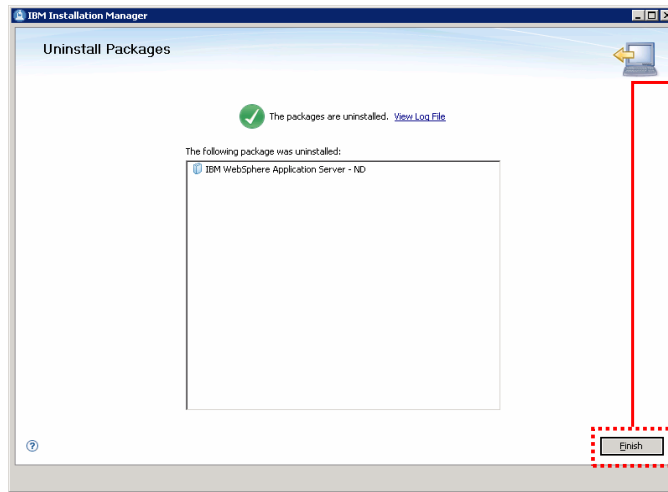 IBM Installation Manager
Uninstall Packages
The packages are uninstalled. View Log File
The following package was uninstalled:
IBM WebSphere Application Server - ND
?
Finish